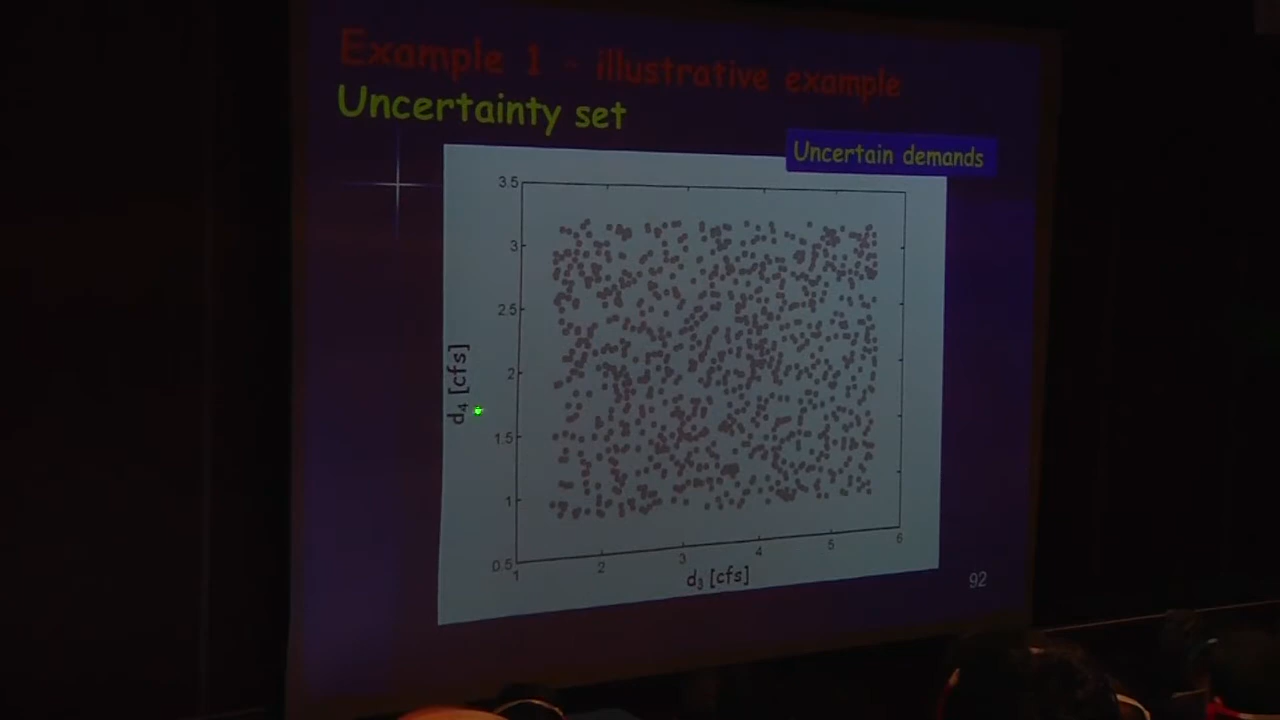 Example 1 - illustrative example
Uncertainty set
Uncertain demands
3.5
3
2.5
2
1.5
1
0.5
d4 [cfs]
1 2 3 4 5 6
d3 [cfs]
92